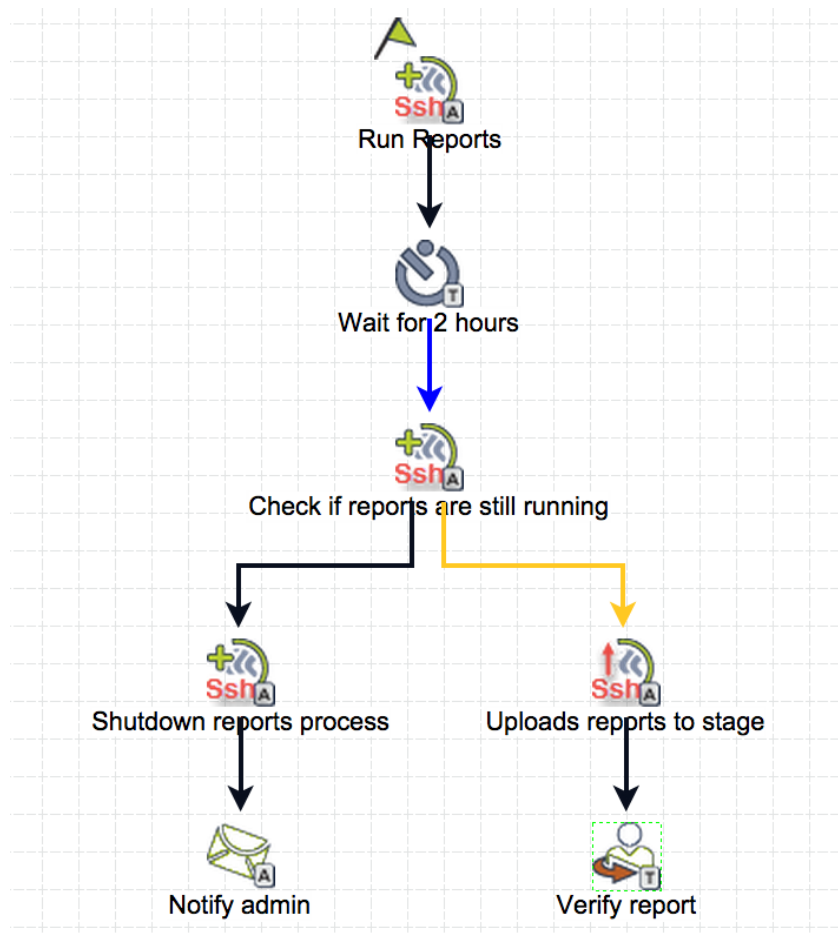 Ssh A
Run Reports
T
Wait for 2 hours
Ssh A
Check if reports are still running
Ssh A
Ssh A
Shutdown reports process
Uploads reports to stage
A
T
Notify admin
Verify report